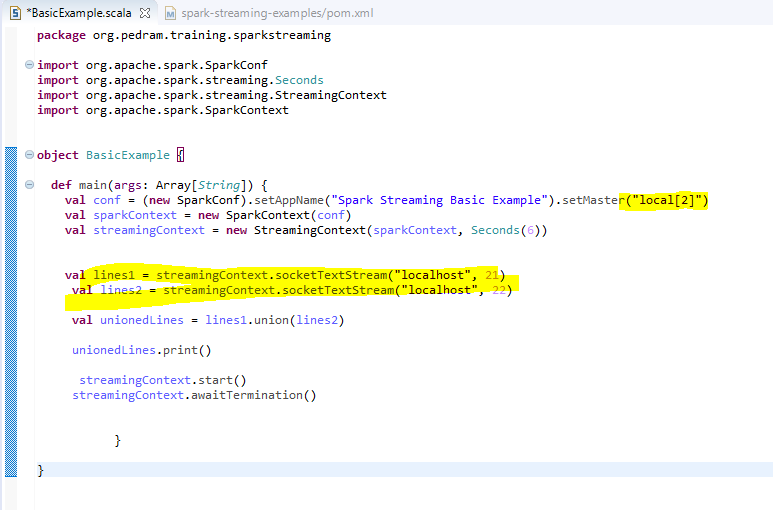 *BasicExample.scala
spark-streaming-examples/pom.xml
package org.pedram.training.sparkstreaming
import org.apache.spark.SparkConf
import org.apache.spark.streaming.Seconds
import org.apache.spark.streaming.StreamingContext
import org.apache.spark.SparkContext
object BasicExample {
def main(args: Array[String]) {
val conf = (new SparkConf).setAppName("Spark Streaming Basic Example").setMaster("local[2]")
val sparkContext = new SparkContext(conf)
val streamingContext = new StreamingContext(sparkContext, Seconds(6))
val lines1 = streamingContext.socketTextStream("localhost", 21)
val lines2 = streamingContext.socketTextStream("localhost", 22)
val unionedLines = lines1.union(lines2)
unionedLines.print()
streamingContext.start()
streamingContext.awaitTermination()
}
}